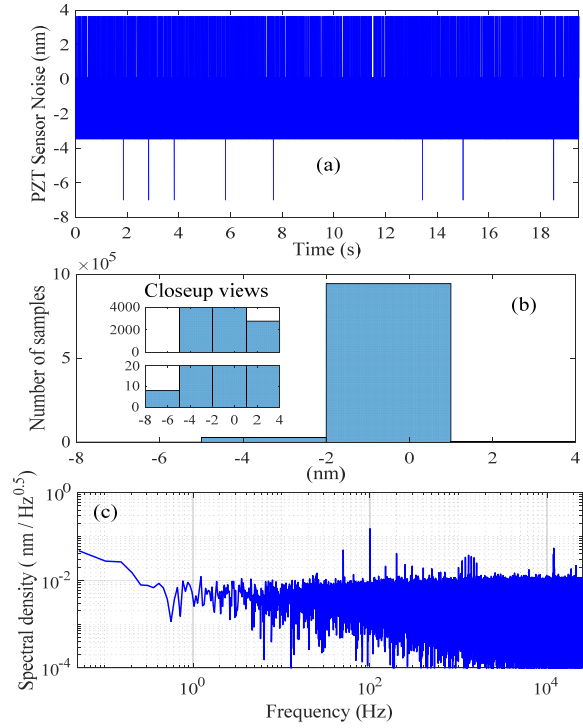 PZT Sensor Noise (nm)
4
2
0
-2
-4
-6
-8
(a)
0 2 4 6 8 10 12 14 16 18
Time (s)
×10⁵
10
5
0
Number of samples
Closeup views
(b)
4000
2000
0
20
10
0
-8 -6 -4 -2 0 2 4
-8 -6 -4 -2 0 2 4
(nm)
Spectral density ( nm / Hz^0.5)
10^0
10^-2
10^-4
(c)
10^0 10^2 10^4
Frequency (Hz)